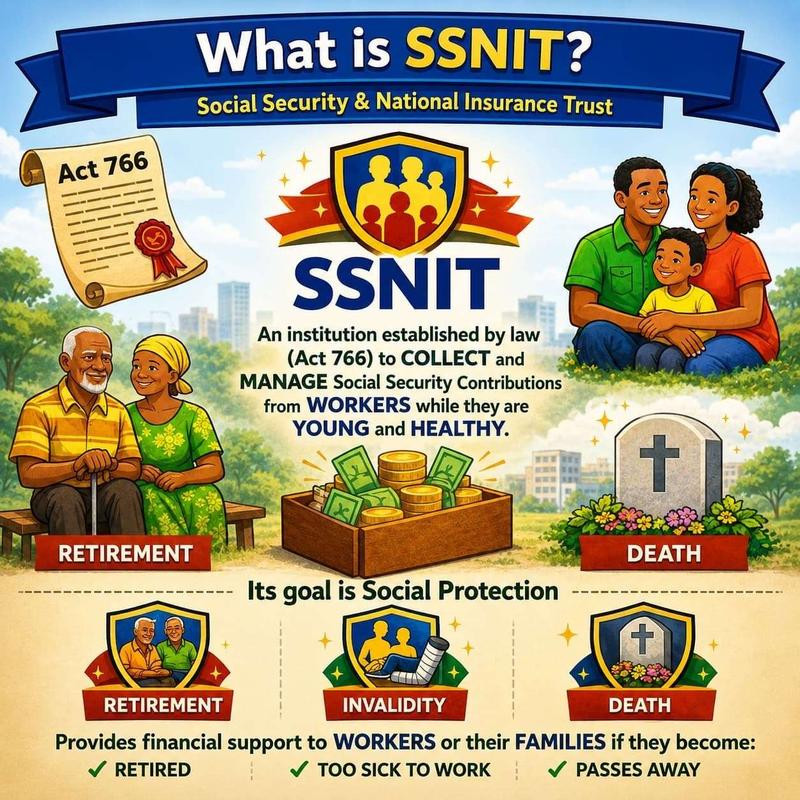 What is SSNIT?
Social Security & National Insurance Trust
Act 766
SSNIT
An institution established by law
(Act 766) to COLLECT and
MANAGE Social Security Contributions
from WORKERS while they are
YOUNG and HEALTHY.
RETIREMENT
DEATH
Its goal is Social Protection
RETIREMENT
INVALIDITY
DEATH
Provides financial support to WORKERS or their FAMILIES if they become:
✓ RETIRED
✓ TOO SICK TO WORK
✓ PASSES AWAY